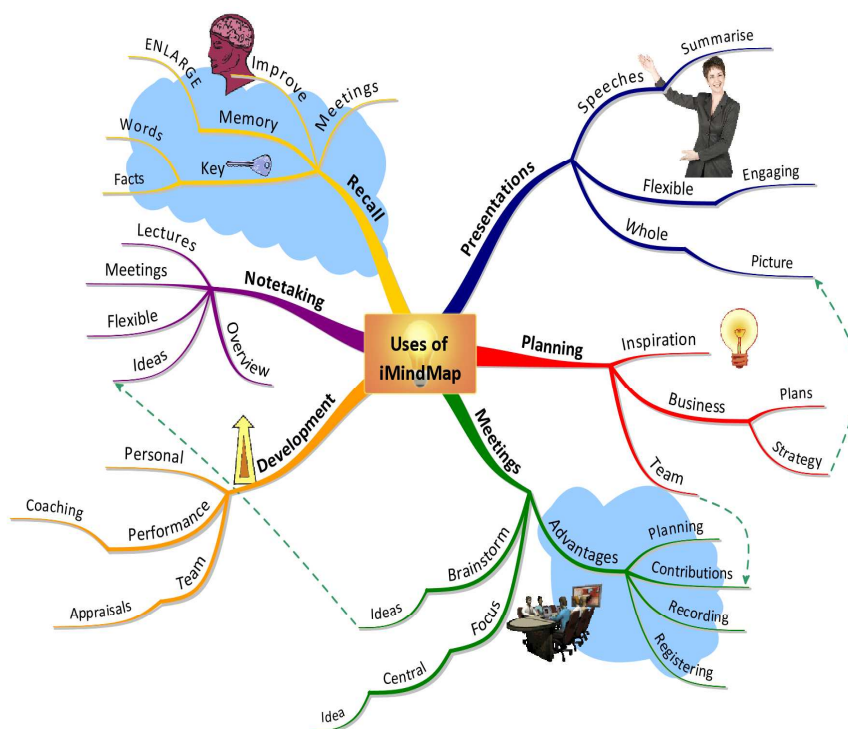 Uses of
iMindMap
Presentations
Speeches
Summarise
Flexible
Engaging
Whole
Picture
Planning
Inspiration
Business
Plans
Strategy
Team
Meetings
Advantages
Planning
Contributions
Recording
Registering
Brainstorm
Ideas
Focus
Central
Idea
Development
Personal
Performance
Coaching
Team
Appraisals
Notetaking
Lectures
Meetings
Flexible
Ideas
Overview
Recall
Memory
ENLARGE
Improve
Meetings
Key
Words
Facts